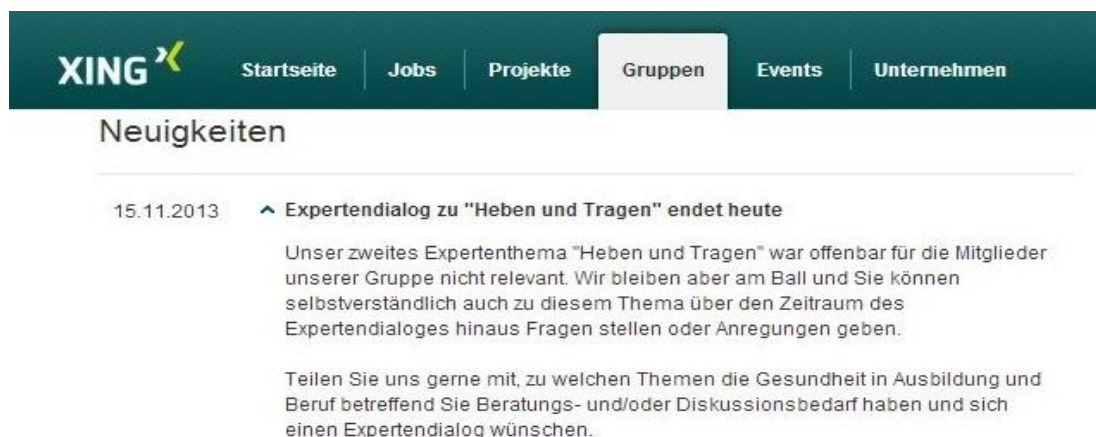 XING Startseite Jobs Projekte Gruppen Events Unternehmen
Neuigkeiten
15.11.2013 Expertendialog zu "Heben und Tragen" endet heute
Unser zweites Expertenthema "Heben und Tragen" war offenbar für die Mitglieder
unserer Gruppe nicht relevant. Wir bleiben aber am Ball und Sie können
selbstverständlich auch zu diesem Thema über den Zeitraum des
Expertendialoges hinaus Fragen stellen oder Anregungen geben.
Teilen Sie uns gerne mit, zu welchen Themen die Gesundheit in Ausbildung und
Beruf betreffend Sie Beratungs- und/oder Diskussionsbedarf haben und sich
einen Expertendialog wünschen.